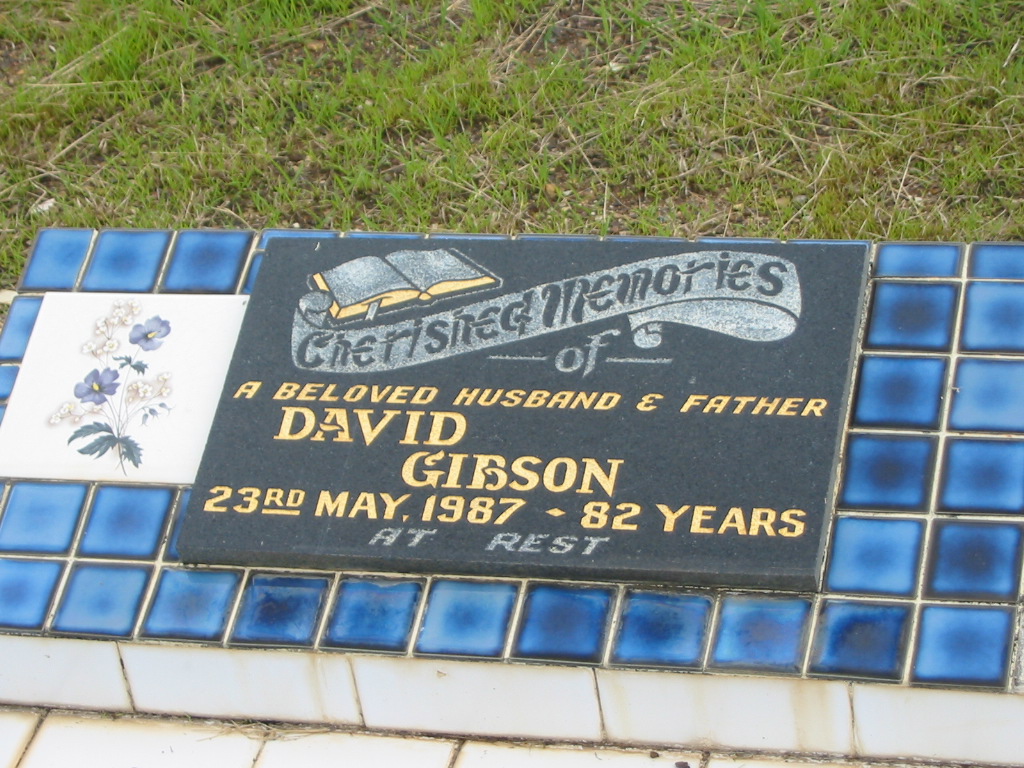 Cherished Memories
of
A BELOVED HUSBAND & FATHER
DAVID
GIBSON
23RD MAY, 1987 - 82 YEARS
AT REST